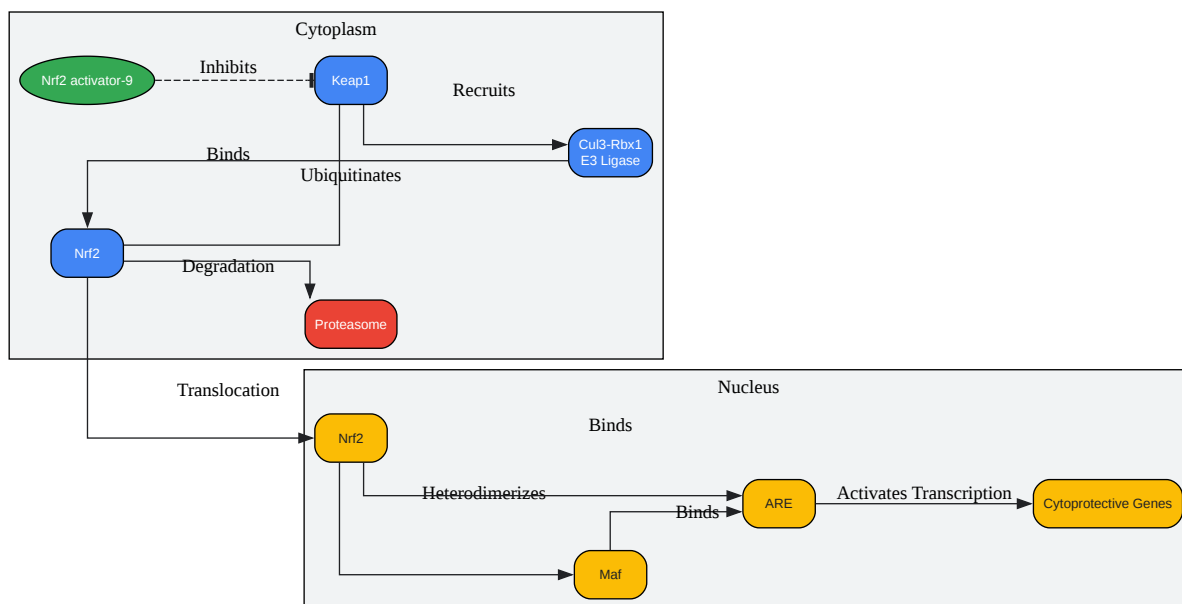 Cytoplasm
Inhibits
Nrf2 activator-9
Keap1
Recruits
Cul3-Rbx1
E3 Ligase
Binds
Ubiquitinates
Nrf2
Degradation
Proteasome
Translocation
Nucleus
Binds
Nrf2
Heterodimerizes
Activates Transcription
ARE
Cytoprotective Genes
Binds
Maf